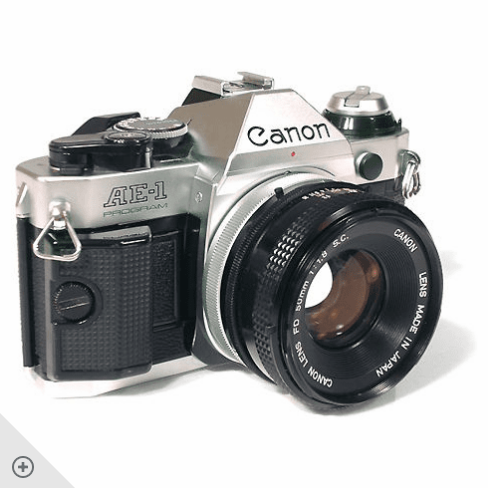 Canon
AE-1
PROGRAM
CANON LENS FD 50mm 1:1.8 S.C.
CANON LENS MADE IN JAPAN